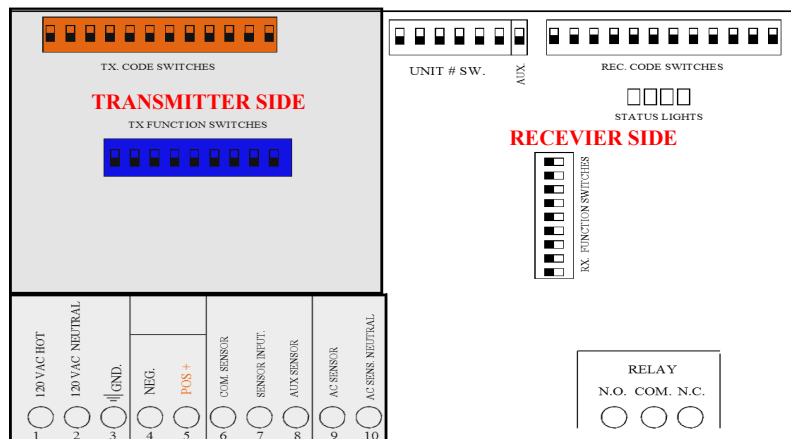 TX. CODE SWITCHES
UNIT # SW.
AUX.
REC. CODE SWITCHES
STATUS LIGHTS
TRANSMITTER SIDE
TX FUNCTION SWITCHES
RECEVIER SIDE
RX. FUNCTION SWITCHES
120 VAC HOT
120 VAC NEUTRAL
GND.
NEG.
POS +
COM. SENSOR
SENSOR INPUT.
AUX SENSOR
AC SENSOR
AC SENS. NEUTRAL
1 2 3 4 5 6 7 8 9 10
RELAY
N.O. COM. N.C.